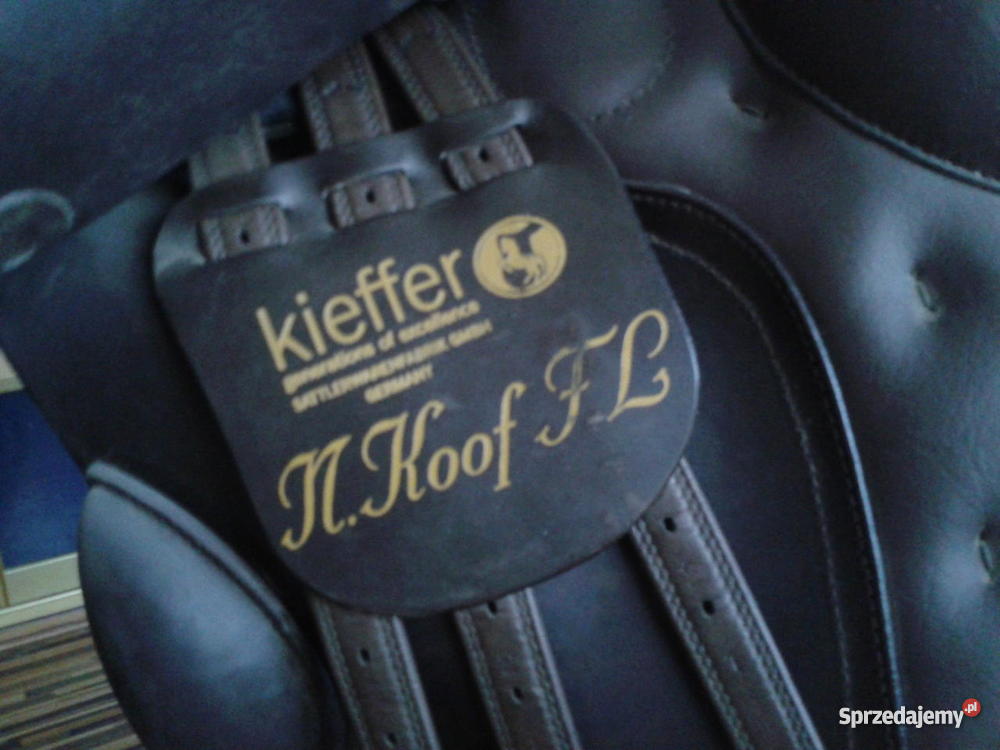 kieffer
generations of excellence
SATTLERWARENFABRIK GMBH
GERMANY
N. Koof FL
Sprzedajemy.pl